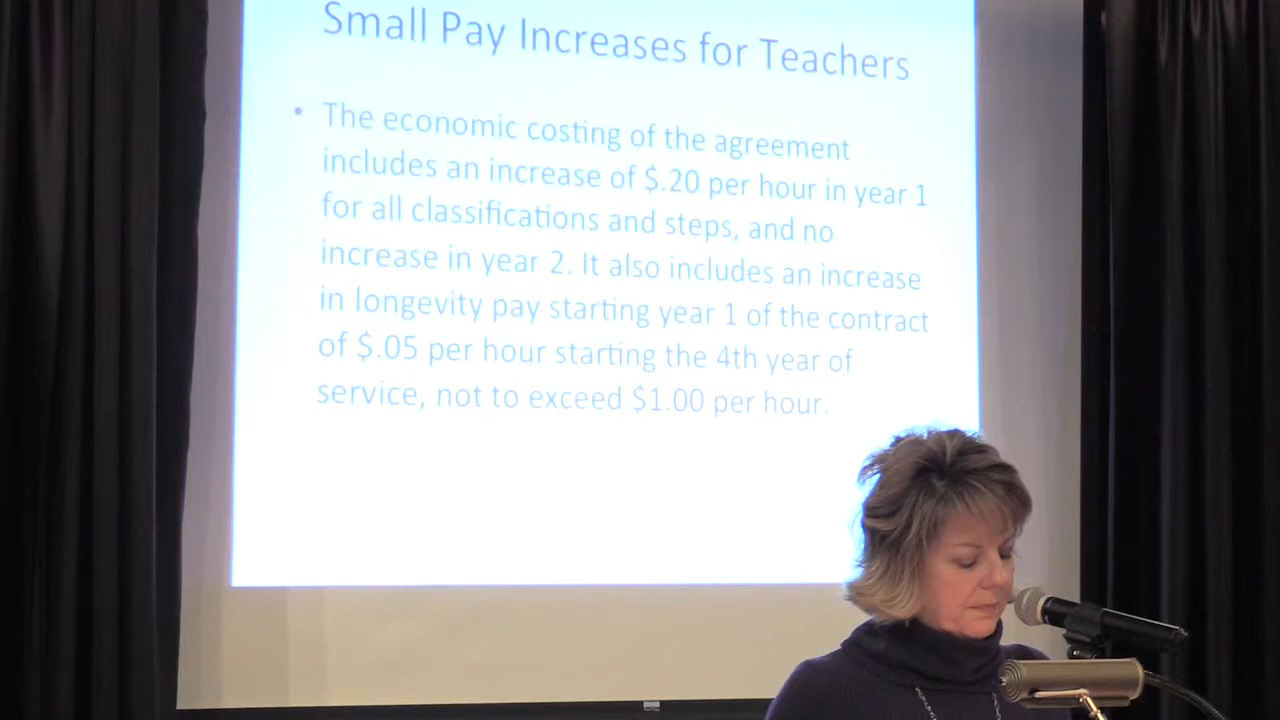 Small Pay Increases for Teachers
• The economic costing of the agreement
includes an increase of $.20 per hour in year 1
for all classifications and steps, and no
increase in year 2. It also includes an increase
in longevity pay starting year 1 of the contract
of $.05 per hour starting the 4th year of
service, not to exceed $1.00 per hour.